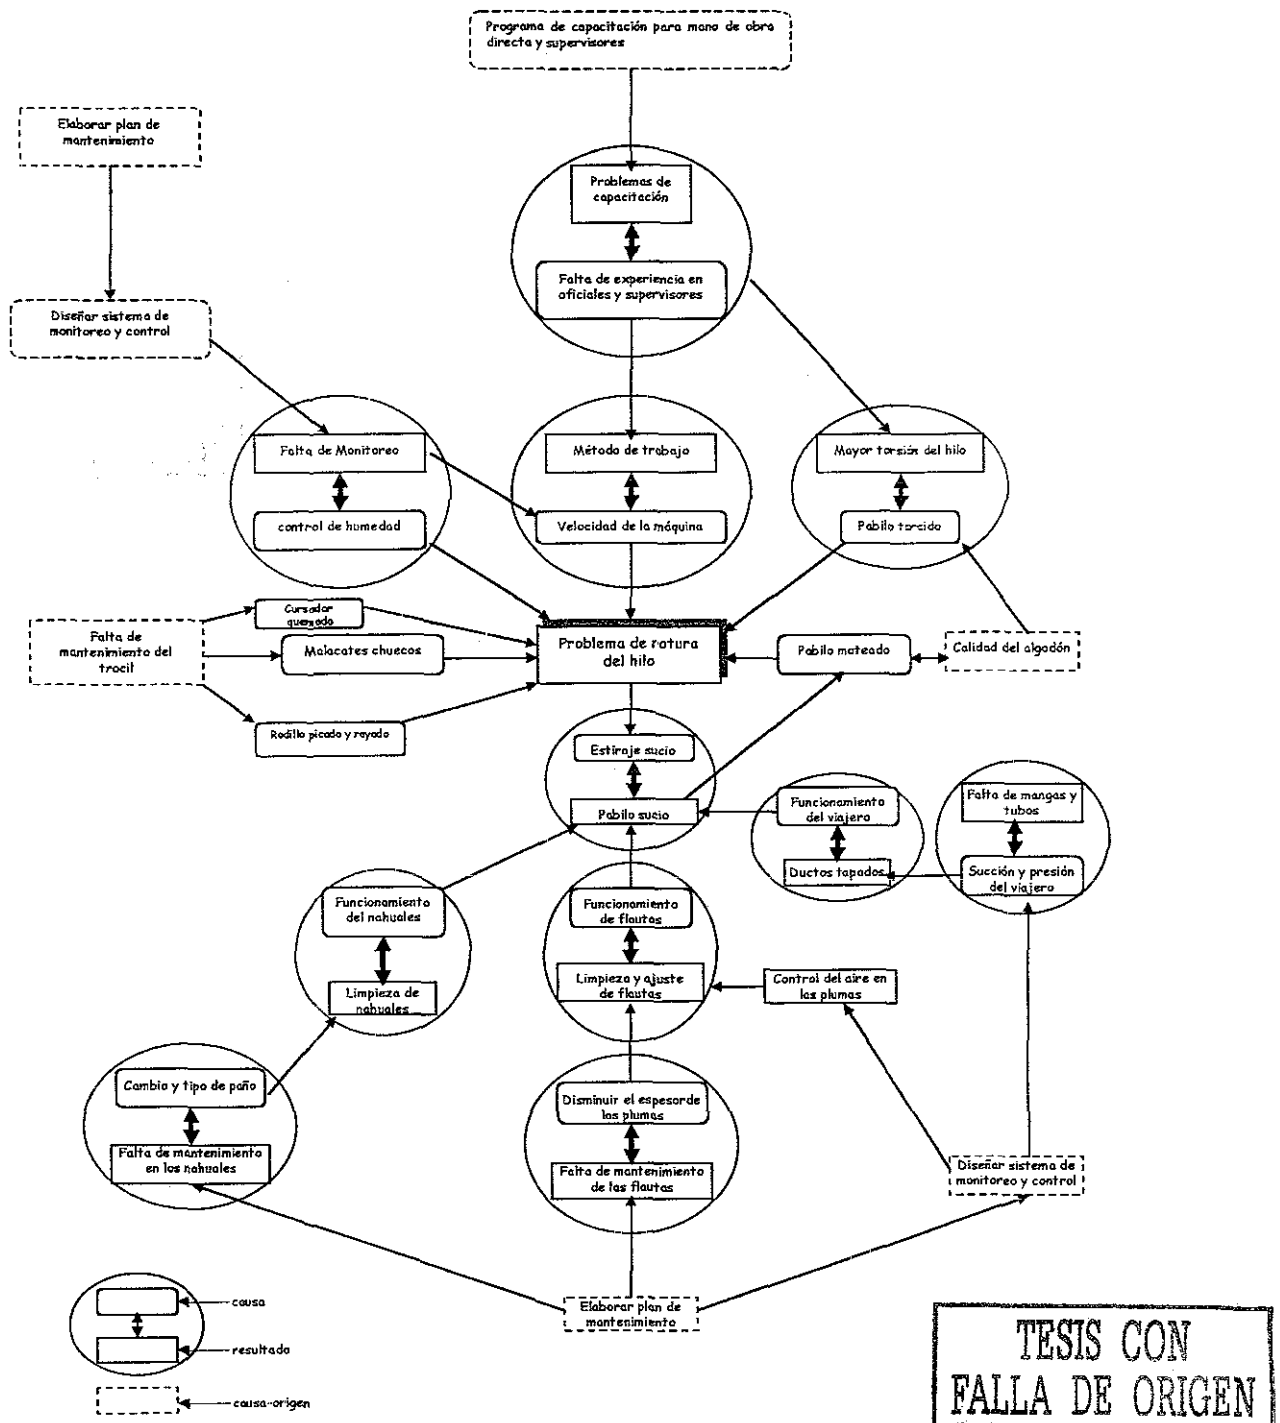 Programa de capacitación para mano de obra
directa y supervisores
Elaborar plan de
mantenimiento
Problemas de
capacitación
Falta de experiencia en
oficiales y supervisores
Diseñar sistema de
monitoreo y control
Falta de Monitoreo
control de humedad
Método de trabajo
Velocidad de la máquina
Mayor torsión del hilo
Pabilo torcido
Falta de
mantenimiento del
trocil
Cursador
quemado
Malacates chuecos
Rodillo picado y rayado
Problema de rotura
del hilo
Pabilo mateado
Calidad del algodón
Estiraje sucio
Pabilo sucio
Funcionamiento
del viajero
Ductos tapados
Falta de mangas y
tubos
Succión y presión
del viajero
Funcionamiento
del nahuales
Limpieza de
nahuales
Funcionamiento
de flautas
Limpieza y ajuste
de flautas
Control del aire en
las plumas
Cambio y tipo de paño
Falta de mantenimiento
en los nahuales
Disminuir el espesorde
las plumas
Falta de mantenimiento
de las flautas
Diseñar sistema de
monitoreo y control
Elaborar plan de
mantenimiento
causa
resultado
causa-origen
TESIS CON
FALLA DE ORIGEN